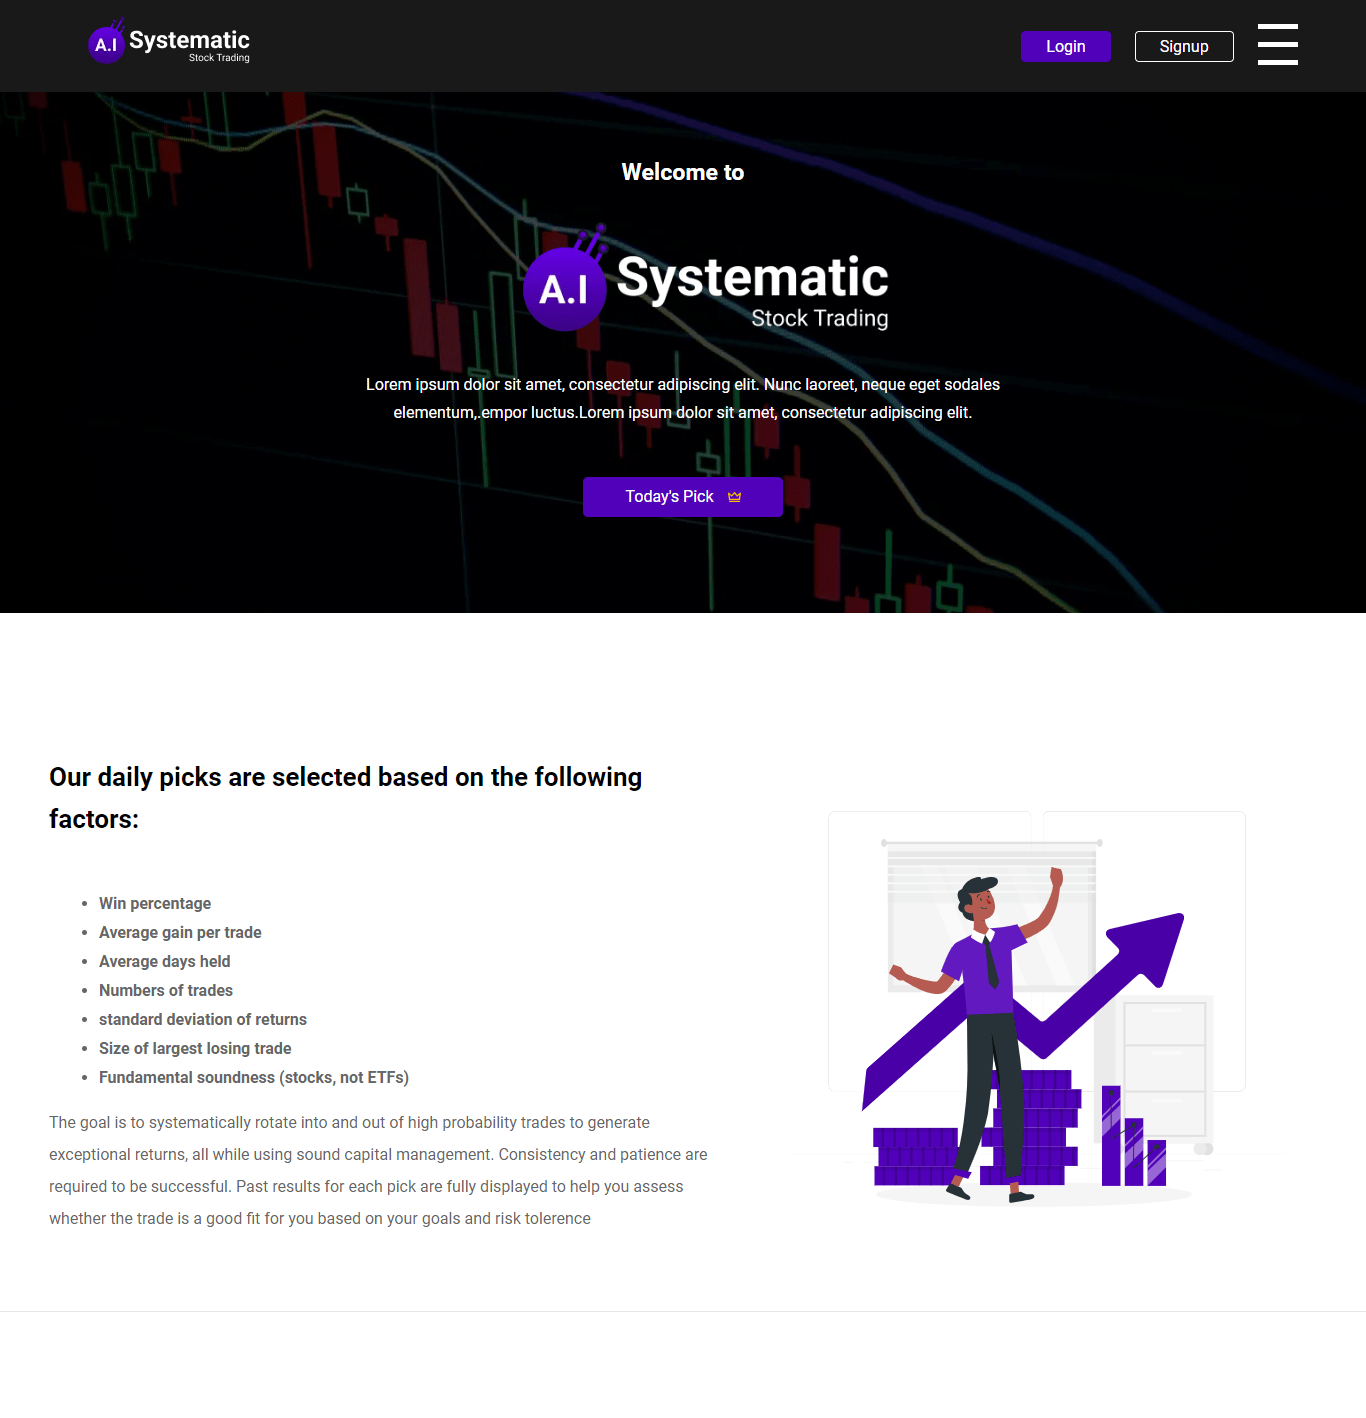 A.I Systematic
Stock Trading
Login
Signup
Welcome to
A.I Systematic
Stock Trading
Lorem ipsum dolor sit amet, consectetur adipiscing elit. Nunc laoreet, neque eget sodales
elementum,.empor luctus.Lorem ipsum dolor sit amet, consectetur adipiscing elit.
Today's Pick
Our daily picks are selected based on the following
factors:
• Win percentage
• Average gain per trade
• Average days held
• Numbers of trades
• standard deviation of returns
• Size of largest losing trade
• Fundamental soundness (stocks, not ETFs)
The goal is to systematically rotate into and out of high probability trades to generate
exceptional returns, all while using sound capital management. Consistency and patience are
required to be successful. Past results for each pick are fully displayed to help you assess
whether the trade is a good fit for you based on your goals and risk tolerence